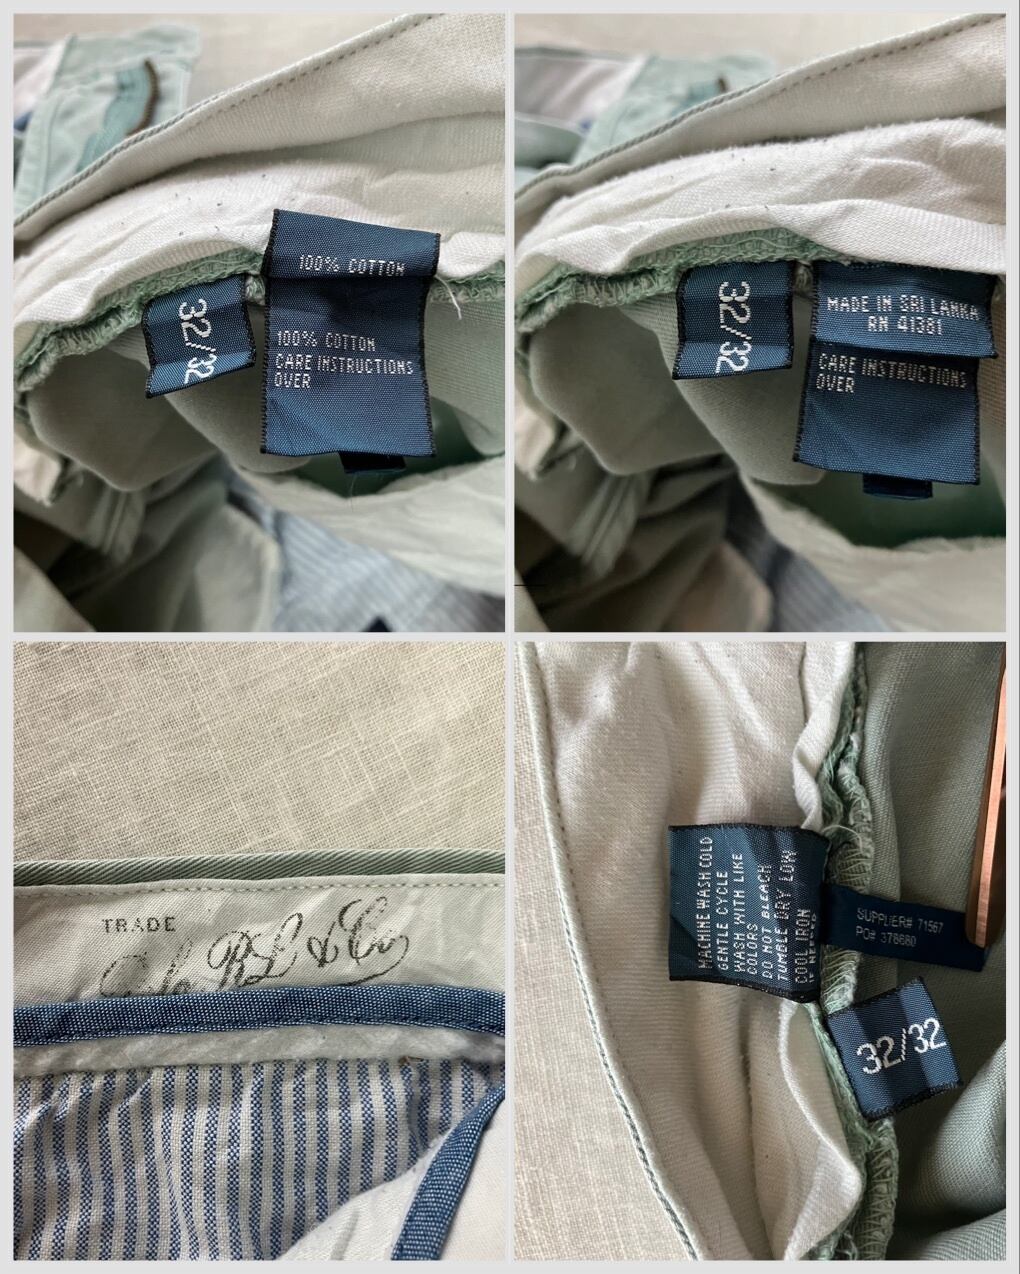 100% COTTON
32/32
100% COTTON
CARE INSTRUCTIONS
OVER
32/32
MADE IN SRI LANKA
RN 41381
CARE INSTRUCTIONS
OVER
TRADE
RL & Co
MACHINE WASH COLD
GENTLE CYCLE
WASH WITH LIKE
COLORS
DO NOT BLEACH
TUMBLE DRY LOW
COOL IRON
IF NEEDED
SUPPLIER# 71567
PO# 378680
32/32